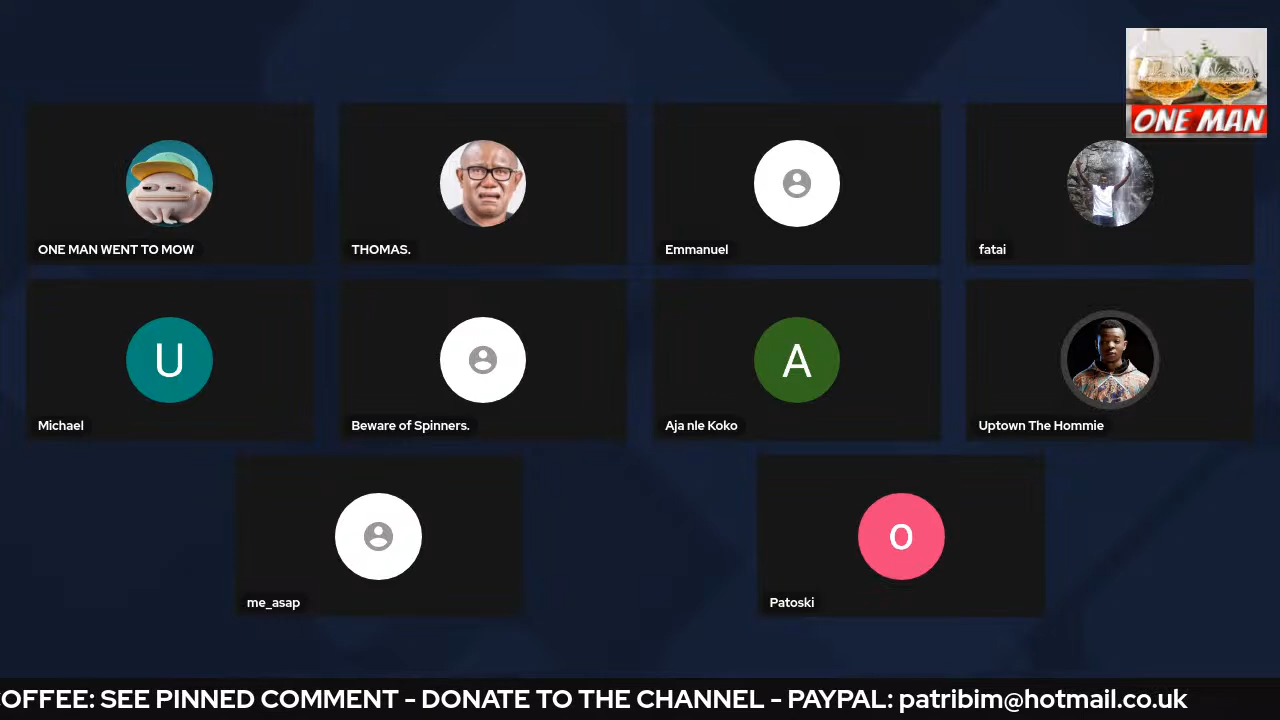 ONE MAN
ONE MAN WENT TO MOW
THOMAS.
Emmanuel
fatai
U
Michael
Beware of Spinners.
A
Aja nle Koko
Uptown The Hommie
me_asap
O
Patoski
OFFEE: SEE PINNED COMMENT - DONATE TO THE CHANNEL - PAYPAL: patribim@hotmail.co.uk